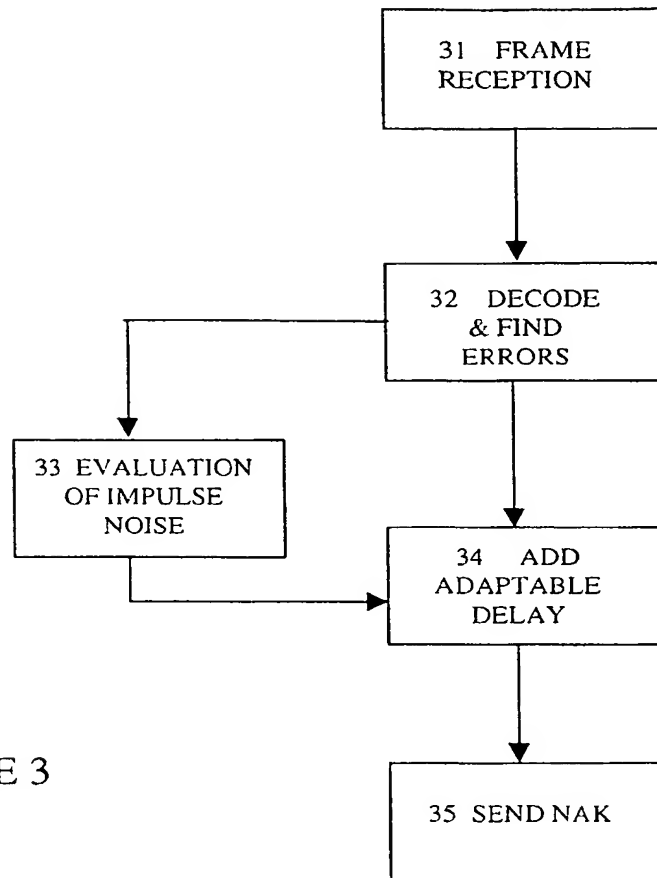 31 FRAME
RECEPTION
32 DECODE
& FIND
ERRORS
33 EVALUATION
OF IMPULSE
NOISE
34 ADD
ADAPTABLE
DELAY
E 3
35 SEND NAK